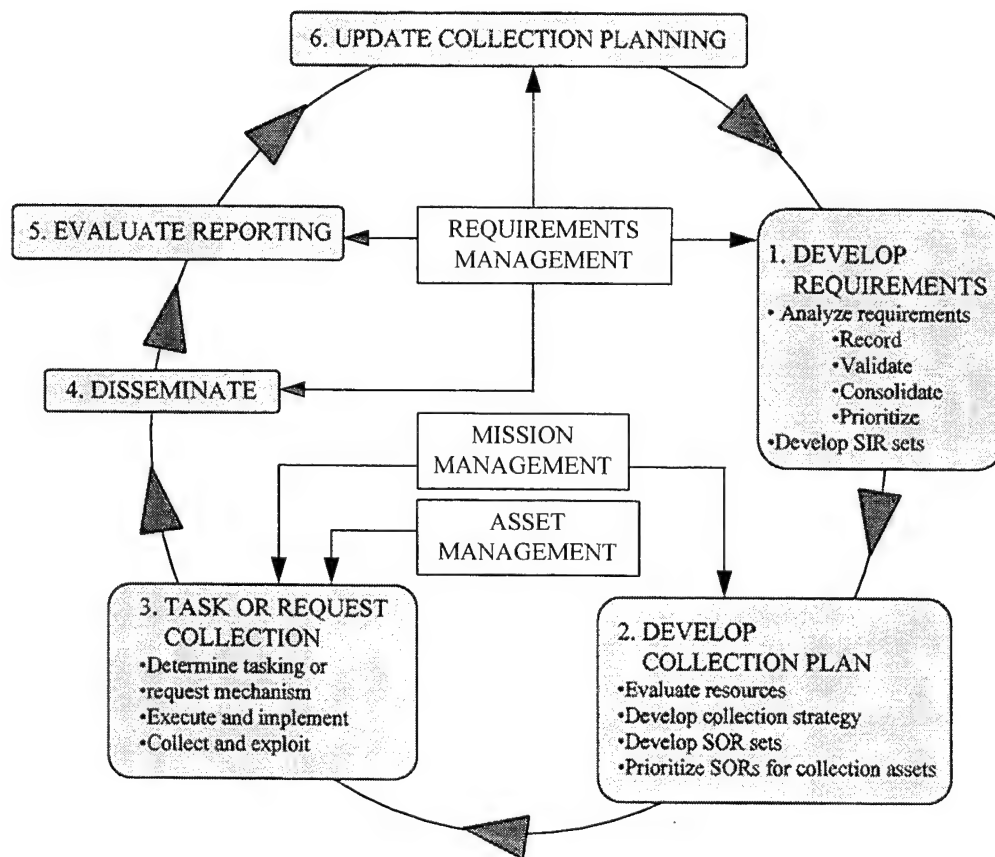 6. UPDATE COLLECTION PLANNING
5. EVALUATE REPORTING
REQUIREMENTS
MANAGEMENT
1. DEVELOP
REQUIREMENTS
• Analyze requirements
•Record
•Validate
•Consolidate
•Prioritize
•Develop SIR sets
4. DISSEMINATE
MISSION
MANAGEMENT
ASSET
MANAGEMENT
3. TASK OR REQUEST
COLLECTION
•Determine tasking or
•request mechanism
•Execute and implement
•Collect and exploit
2. DEVELOP
COLLECTION PLAN
•Evaluate resources
•Develop collection strategy
•Develop SOR sets
•Prioritize SORs for collection assets